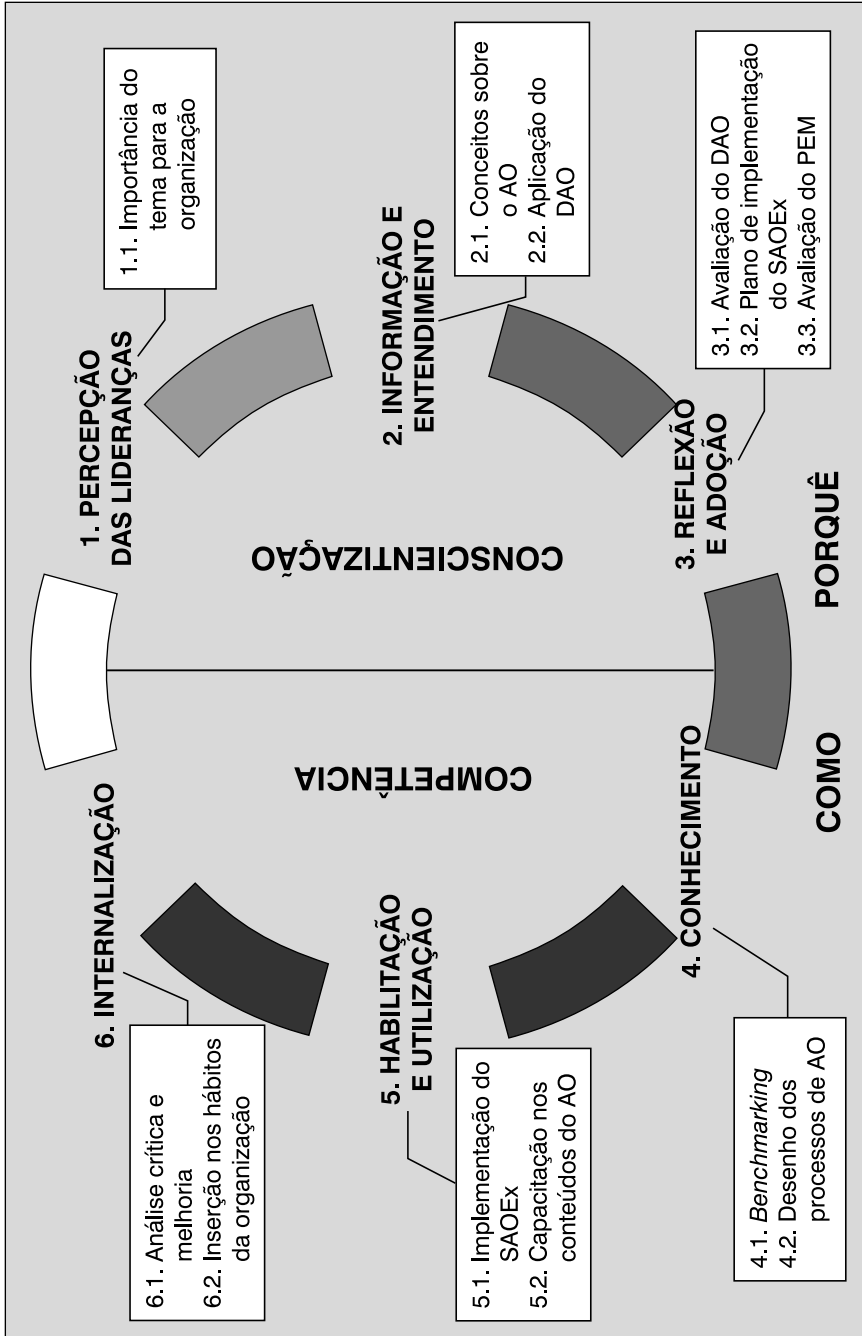 1. PERCEPÇÃO
DAS LIDERANÇAS
1.1. Importância do
tema para a
organização
2. INFORMAÇÃO E
ENTENDIMENTO
2.1. Conceitos sobre
o AO
2.2. Aplicação do
DAO
3. REFLEXÃO
E ADOÇÃO
3.1. Avaliação do DAO
3.2. Plano de implementação
do SAOEx
3.3. Avaliação do PEM
4. CONHECIMENTO
4.1. Benchmarking
4.2. Desenho dos
processos de AO
5. HABILITAÇÃO
E UTILIZAÇÃO
5.1. Implementação do
SAOEx
5.2. Capacitação nos
conteúdos do AO
6. INTERNALIZAÇÃO
6.1. Análise crítica e
melhoria
6.2. Inserção nos hábitos
da organização
COMPETÊNCIA
CONSCIENTIZAÇÃO
COMO
PORQUÊ